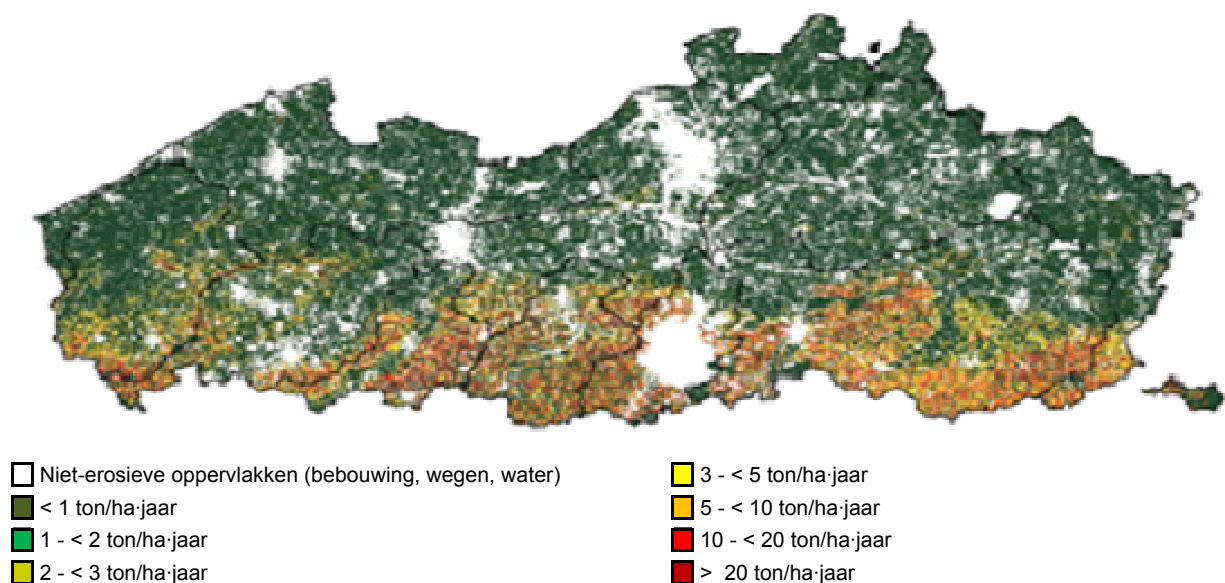 Niet-erosieve oppervlakken (bebouwing, wegen, water)
< 1 ton/ha·jaar
1 - < 2 ton/ha·jaar
2 - < 3 ton/ha·jaar
3 - < 5 ton/ha·jaar
5 - < 10 ton/ha·jaar
10 - < 20 ton/ha·jaar
> 20 ton/ha·jaar